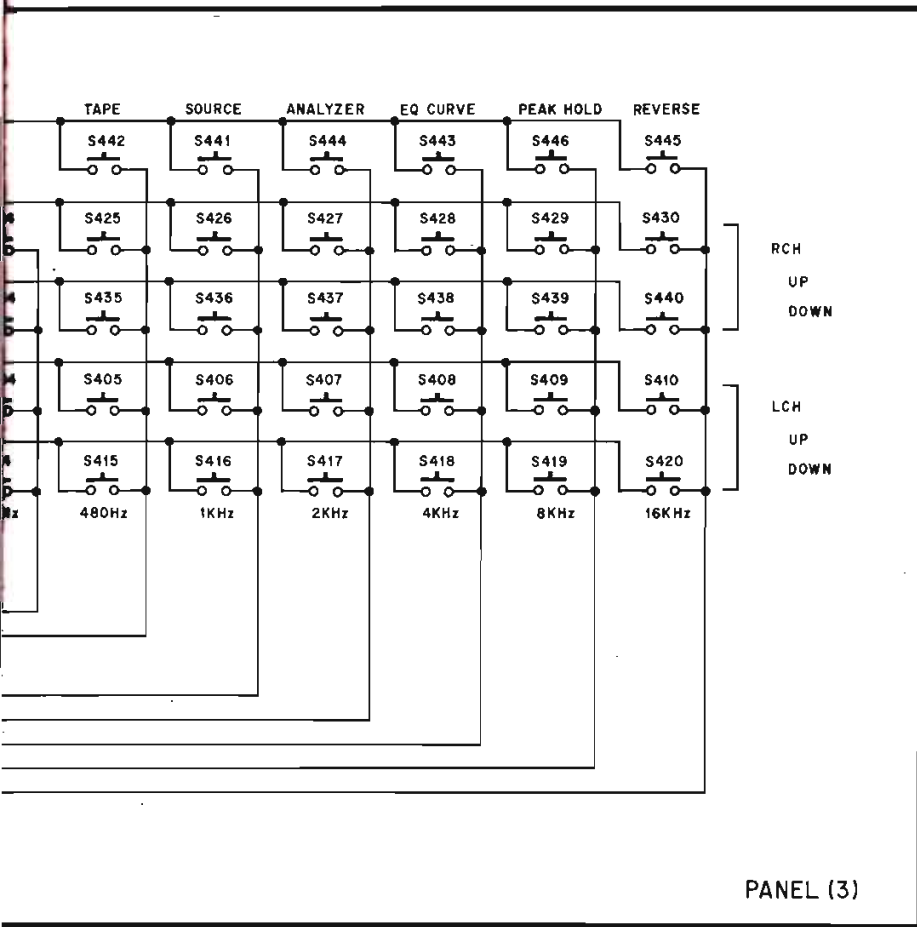 TAPE SOURCE ANALYZER EQ CURVE PEAK HOLD REVERSE
S442 S441 S444 S443 S446 S445
S425 S426 S427 S428 S429 S430
RCH
UP
S435 S436 S437 S438 S439 S440
DOWN
S405 S406 S407 S408 S409 S410
LCH
UP
S415 S416 S417 S418 S419 S420
DOWN
480Hz 1KHz 2KHz 4KHz 8KHz 16KHz
PANEL (3)